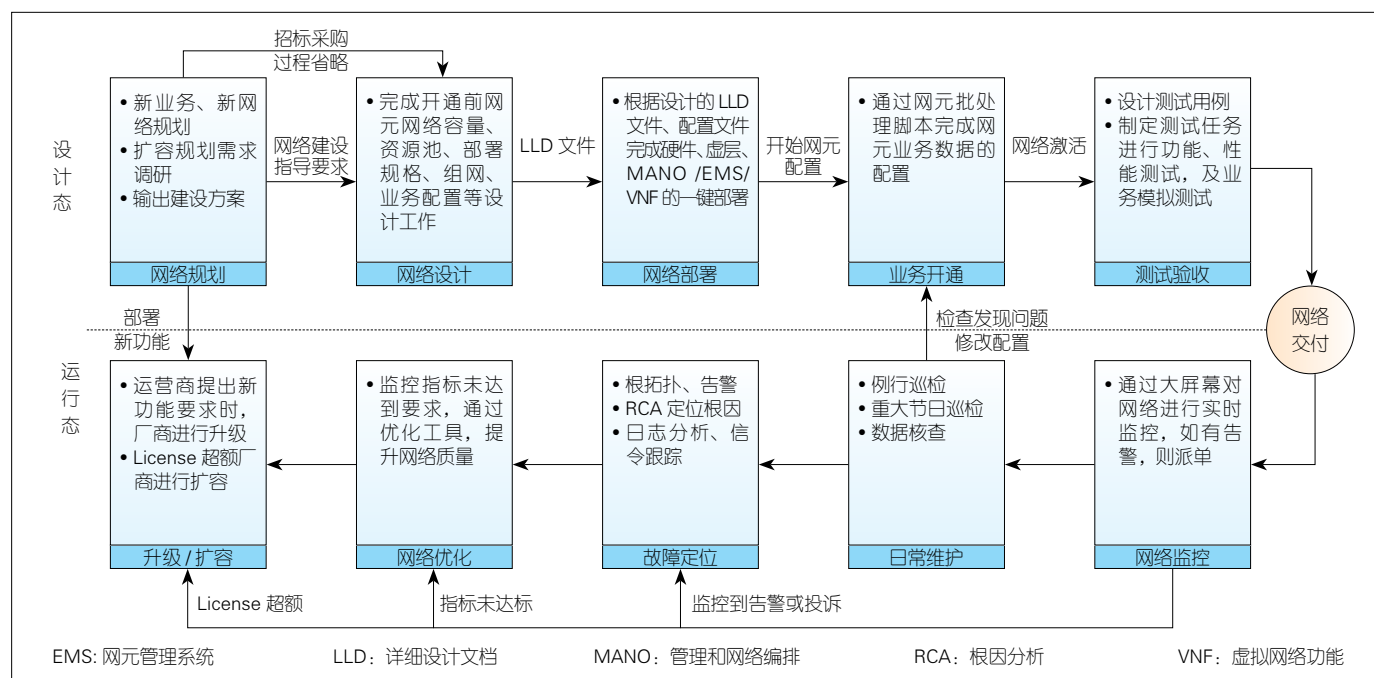 招标采购
过程省略
设计态
• 新业务、新网
络规划
• 扩容规划需求
调研
• 输出建设方案
网络规划
网络建设
指导要求
• 完成开通前网
元网络容量、
资源池、部署
规格、组网、
业务配置等设
计工作
网络设计
LLD 文件
• 根据设计的 LLD
文件、配置文件
完成硬件、虚层、
MANO /EMS/
VNF 的一键部署
网络部署
开始网元
配置
• 通过网元批处
理脚本完成网
元业务数据的
配置
业务开通
网络激活
• 设计测试用例
• 制定测试任务
进行功能、性
能测试，及业
务模拟测试
测试验收
部署
新功能
检查发现问题
修改配置
网络
交付
运行态
• 运营商提出新
功能要求时，
厂商进行升级
• License 超额厂
商进行扩容
升级 / 扩容
• 监控指标未达
到要求，通过
优化工具，提
升网络质量
网络优化
• 根拓扑、告警
• RCA 定位根因
• 日志分析、信
令跟踪
故障定位
• 例行巡检
• 重大节日巡检
• 数据核查
日常维护
• 通过大屏幕对
网络进行实时
监控，如有告
警，则派单
网络监控
License 超额
指标未达标
监控到告警或投诉
EMS: 网元管理系统 LLD：详细设计文档 MANO：管理和网络编排 RCA：根因分析 VNF：虚拟网络功能